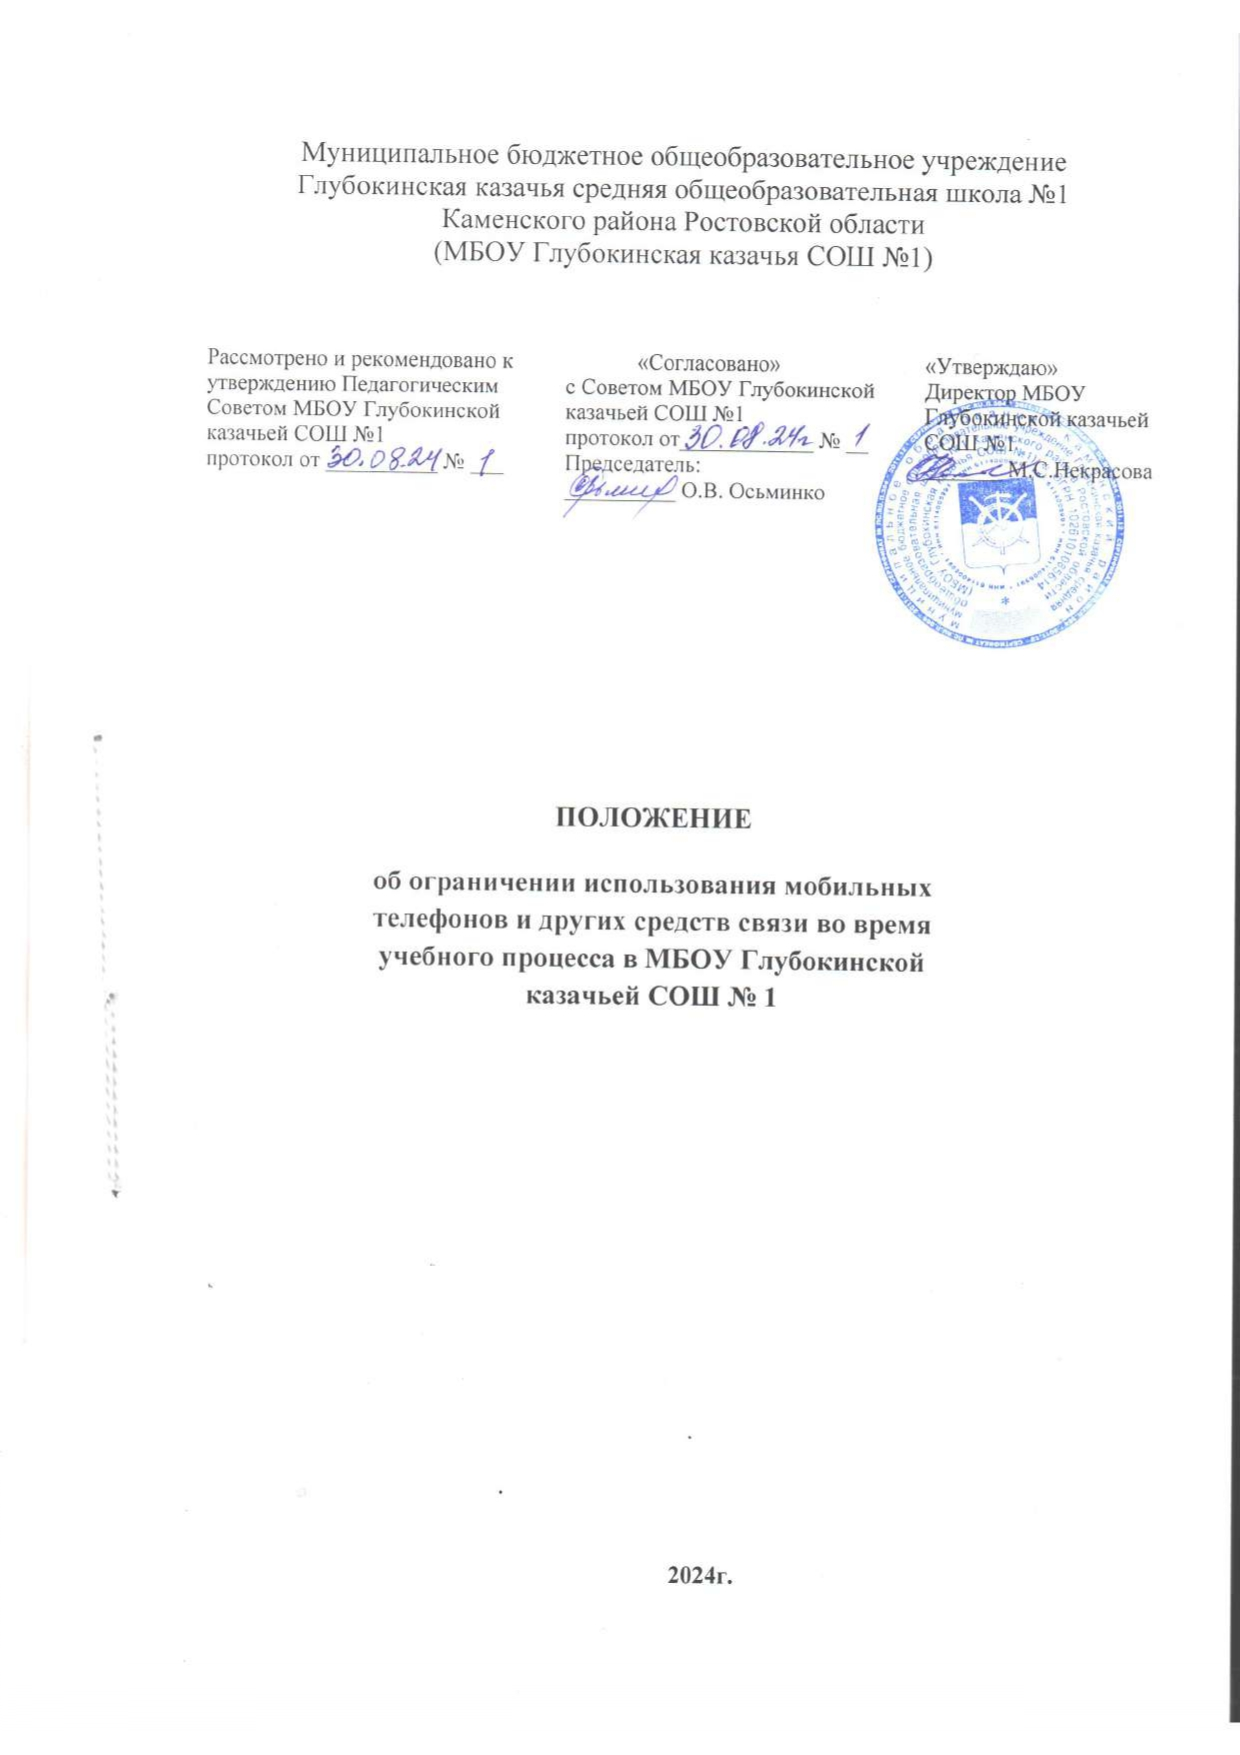 Муниципальное бюджетное общеобразовательное учреждение
Глубокинская казачья средняя общеобразовательная школа №1
Каменского района Ростовской области
(МБОУ Глубокинская казачья СОШ №1)
Рассмотрено и рекомендовано к
утверждению Педагогическим
Советом МБОУ Глубокинской
казачьей СОШ №1
протокол от 30.08.24 № 1
«Согласовано»
с Советом МБОУ Глубокинской
казачьей СОШ №1
протокол от 30.08.24г № 1
Председатель:
О.В. Осьминко
«Утверждаю»
Директор МБОУ
Глубокинской казачьей
СОШ №1
М.С.Некрасова
ПОЛОЖЕНИЕ
об ограничении использования мобильных
телефонов и других средств связи во время
учебного процесса в МБОУ Глубокинской
казачьей СОШ № 1
2024г.